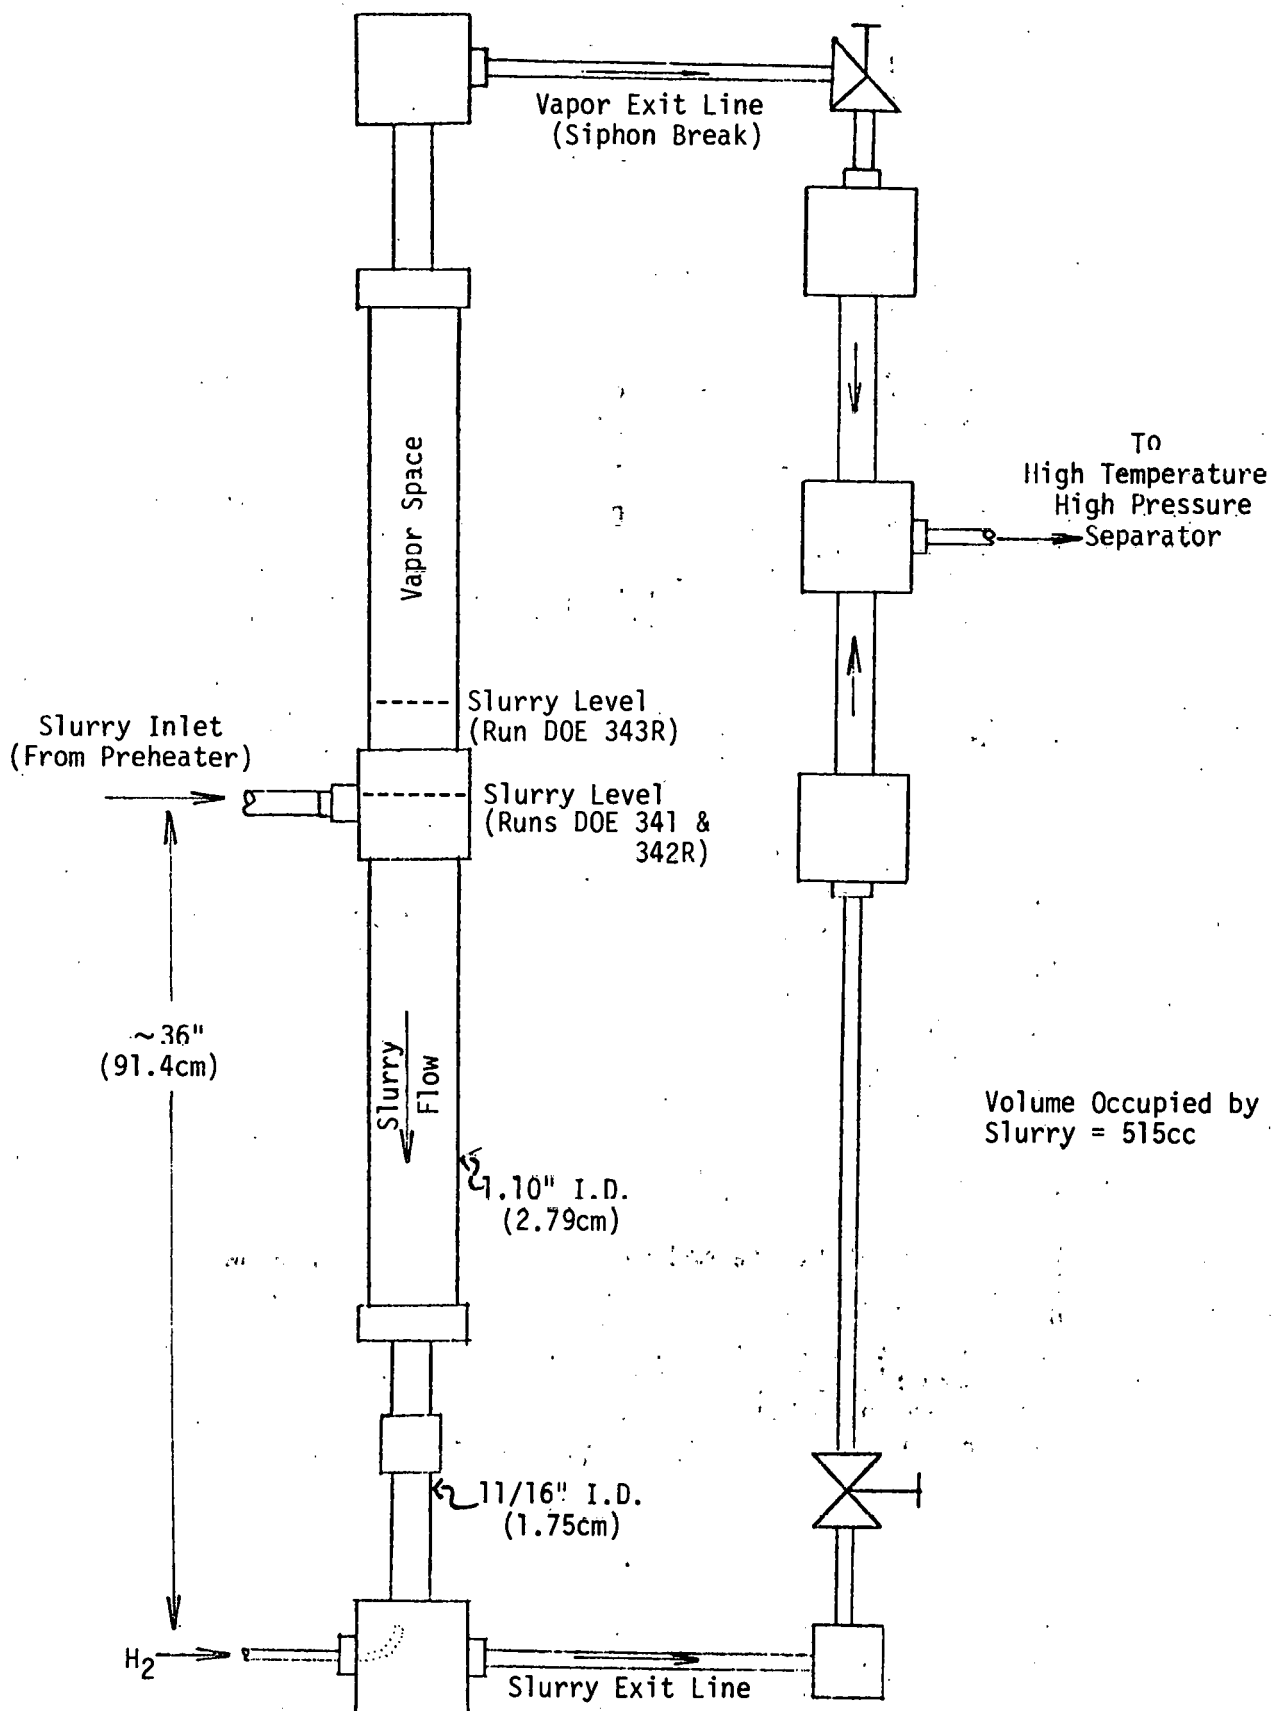 Vapor Exit Line
(Siphon Break)
To
High Temperature
High Pressure
Separator
Vapor Space
Slurry Level
(Run DOE 343R)
Slurry Inlet
(From Preheater)
Slurry Level
(Runs DOE 341 &
342R)
~36"
(91.4cm)
Slurry
Flow
Volume Occupied by
Slurry = 515cc
1.10" I.D.
(2.79cm)
11/16" I.D.
(1.75cm)
H2
Slurry Exit Line